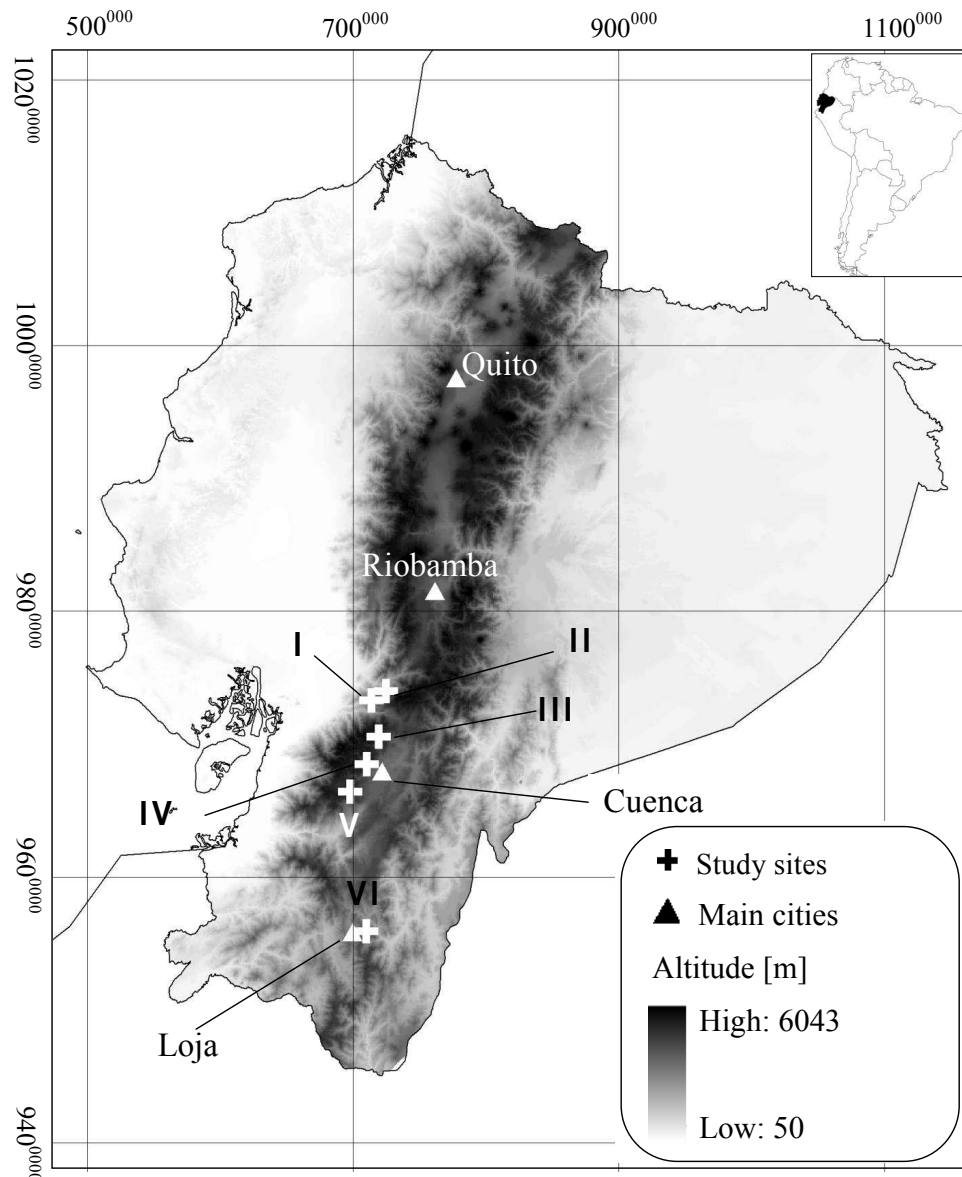 500⁰⁰⁰ 700⁰⁰⁰ 900⁰⁰⁰ 1100⁰⁰⁰
1020⁰⁰⁰⁰
1000⁰⁰⁰⁰
980⁰⁰⁰⁰
960⁰⁰⁰⁰
940⁰⁰⁰⁰
Quito
Riobamba
I
II
III
IV
Cuenca
V
VI
Loja
Study sites
Main cities
Altitude [m]
High: 6043
Low: 50